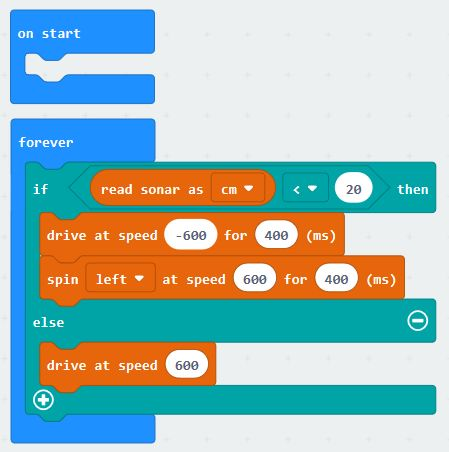 on start
forever
if read sonar as cm < 20 then
drive at speed -600 for 400 (ms)
spin left at speed 600 for 400 (ms)
else
drive at speed 600